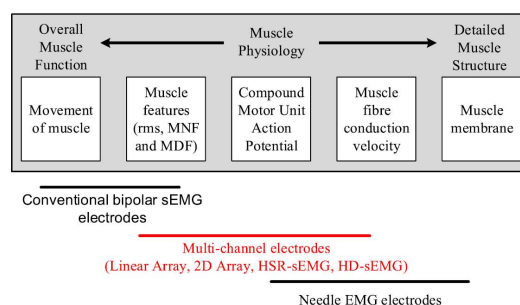 Overall
Muscle
Function
Muscle
Physiology
Detailed
Muscle
Structure
Movement
of muscle
Muscle
features
(rms, MNF
and MDF)
Compound
Motor Unit
Action
Potential
Muscle
fibre
conduction
velocity
Muscle
membrane
Conventional bipolar sEMG
electrodes
Multi-channel electrodes
(Linear Array, 2D Array, HSR-sEMG, HD-sEMG)
Needle EMG electrodes